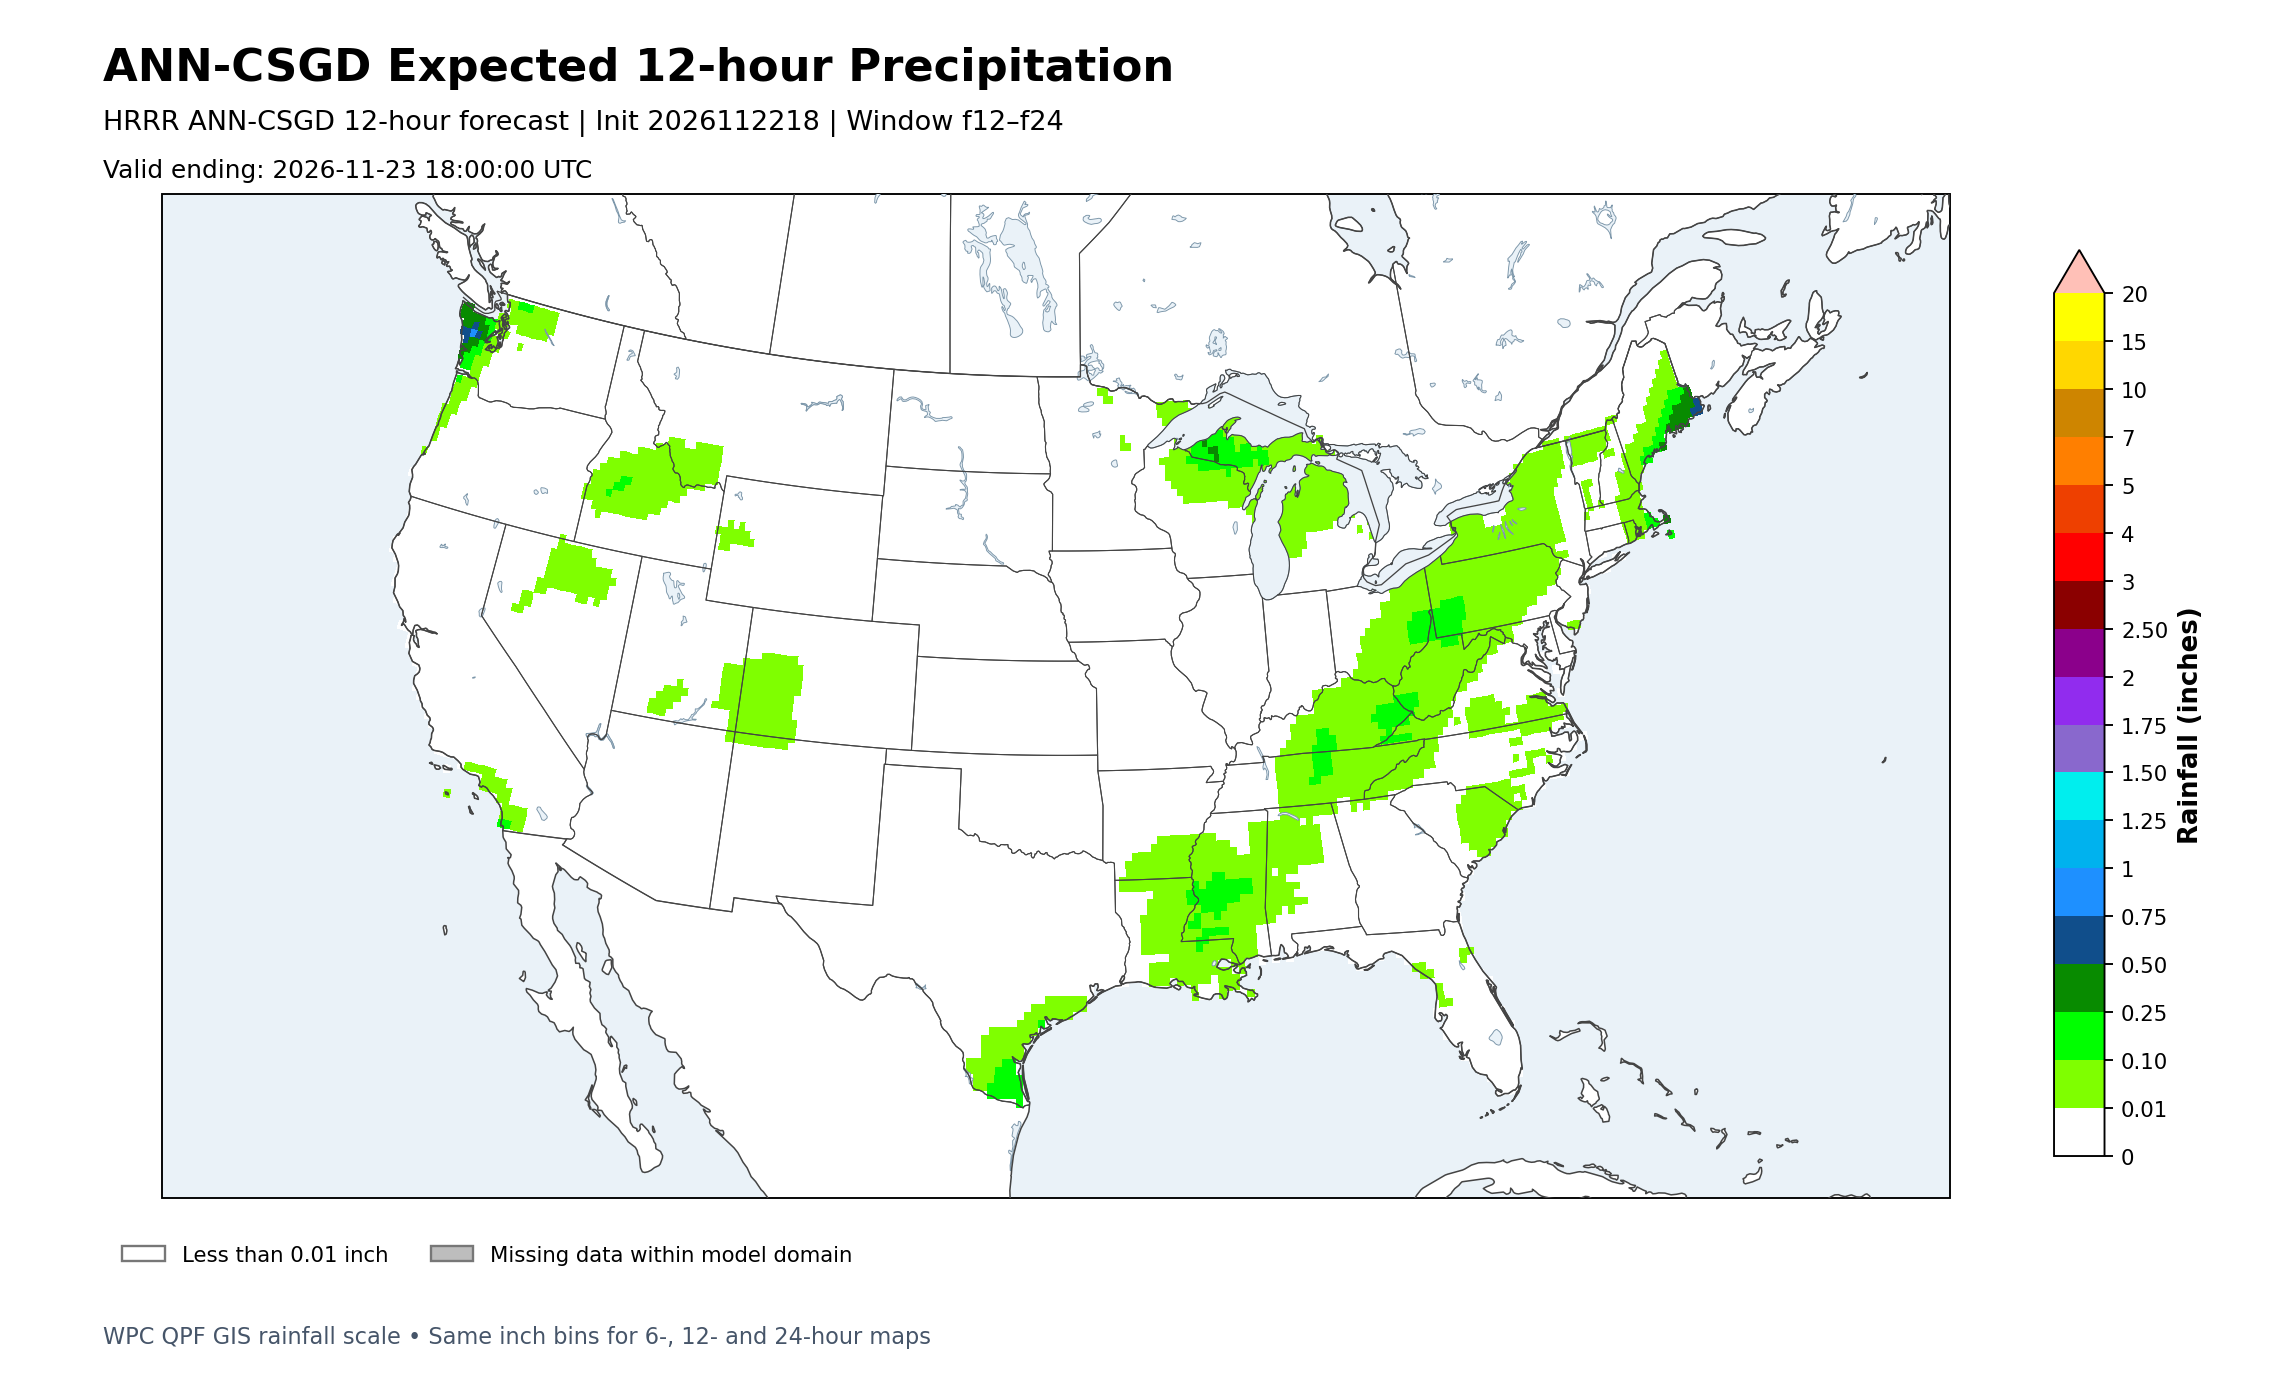 ANN-CSGD Expected 12-hour Precipitation
HRRR ANN-CSGD 12-hour forecast | Init 2026112218 | Window f12–f24
Valid ending: 2026-11-23 18:00:00 UTC
20
15
10
7
5
4
3
2.50
2
1.75
1.50
1.25
1
0.75
0.50
0.25
0.10
0.01
0
Rainfall (inches)
Less than 0.01 inch
Missing data within model domain
WPC QPF GIS rainfall scale • Same inch bins for 6-, 12- and 24-hour maps